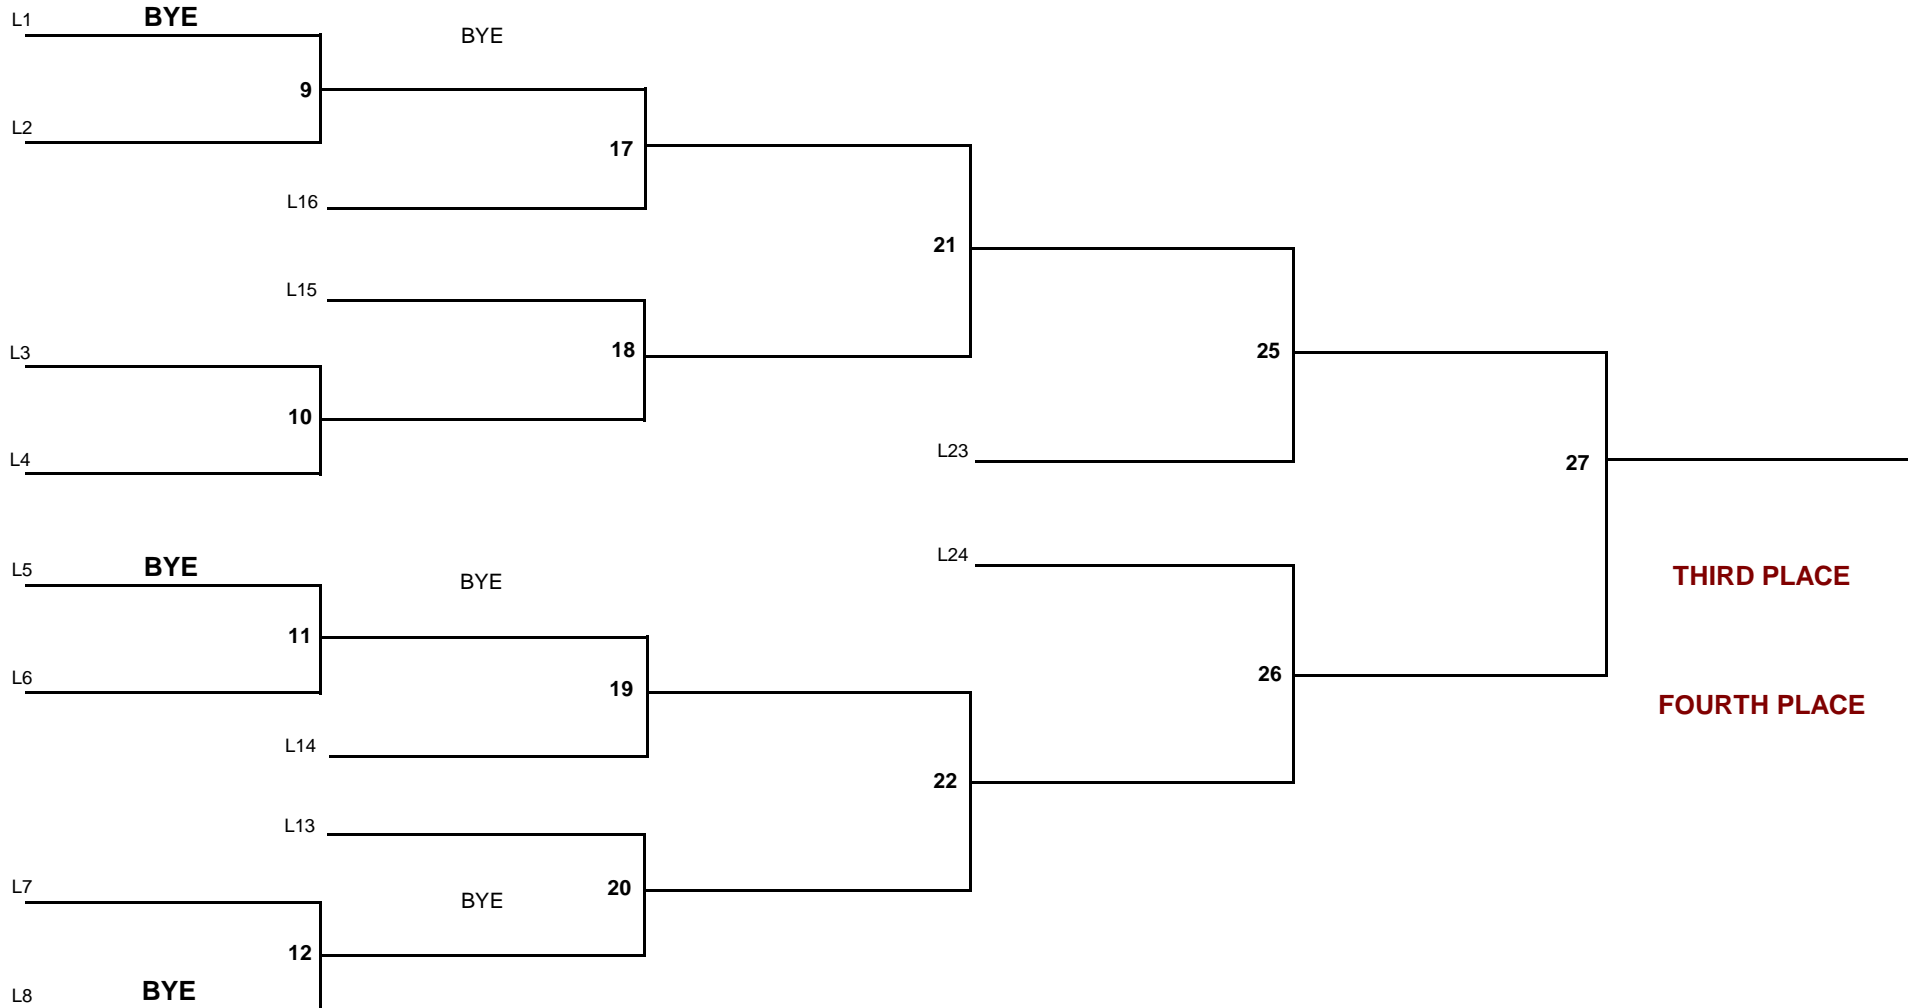 L1 BYE
BYE
9
L2
17
L16
21
L15
L3
18
25
10
L4
L23
27
L24
L5 BYE
BYE
THIRD PLACE
11
L6
19
26
FOURTH PLACE
L14
22
L13
L7
20
BYE
12
L8 BYE